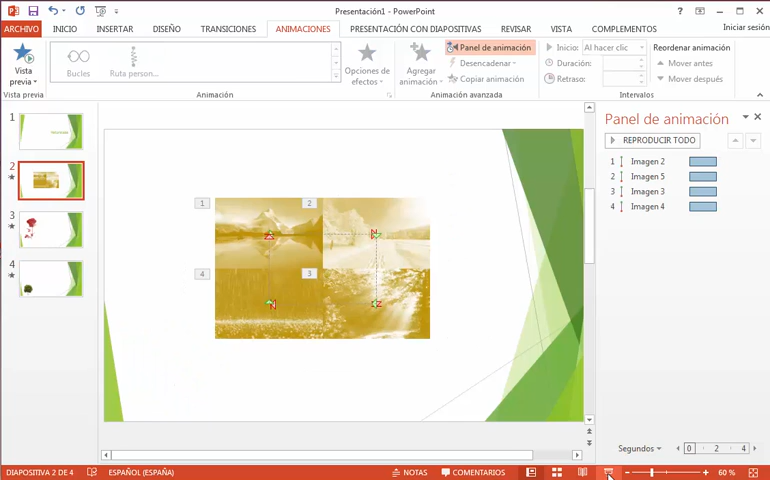 Presentación1 - PowerPoint
ARCHIVO INICIO INSERTAR DISEÑO TRANSICIONES ANIMACIONES PRESENTACIÓN CON DIAPOSITIVAS REVISAR VISTA COMPLEMENTOS Iniciar sesión
Vista previa
Vista previa
Bucles
Ruta person...
Animación
Opciones de efectos
Agregar animación
Panel de animación
Desencadenar
Copiar animación
Animación avanzada
Inicio: Al hacer clic
Duración:
Retraso:
Intervalos
Reordenar animación
Mover antes
Mover después
1
2
3
4
1
2
4
3
Panel de animación
REPRODUCIR TODO
1 Imagen 2
2 Imagen 5
3 Imagen 3
4 Imagen 4
Segundos 0 2 4
DIAPOSITIVA 2 DE 4 ESPAÑOL (ESPAÑA) NOTAS COMENTARIOS 60 %